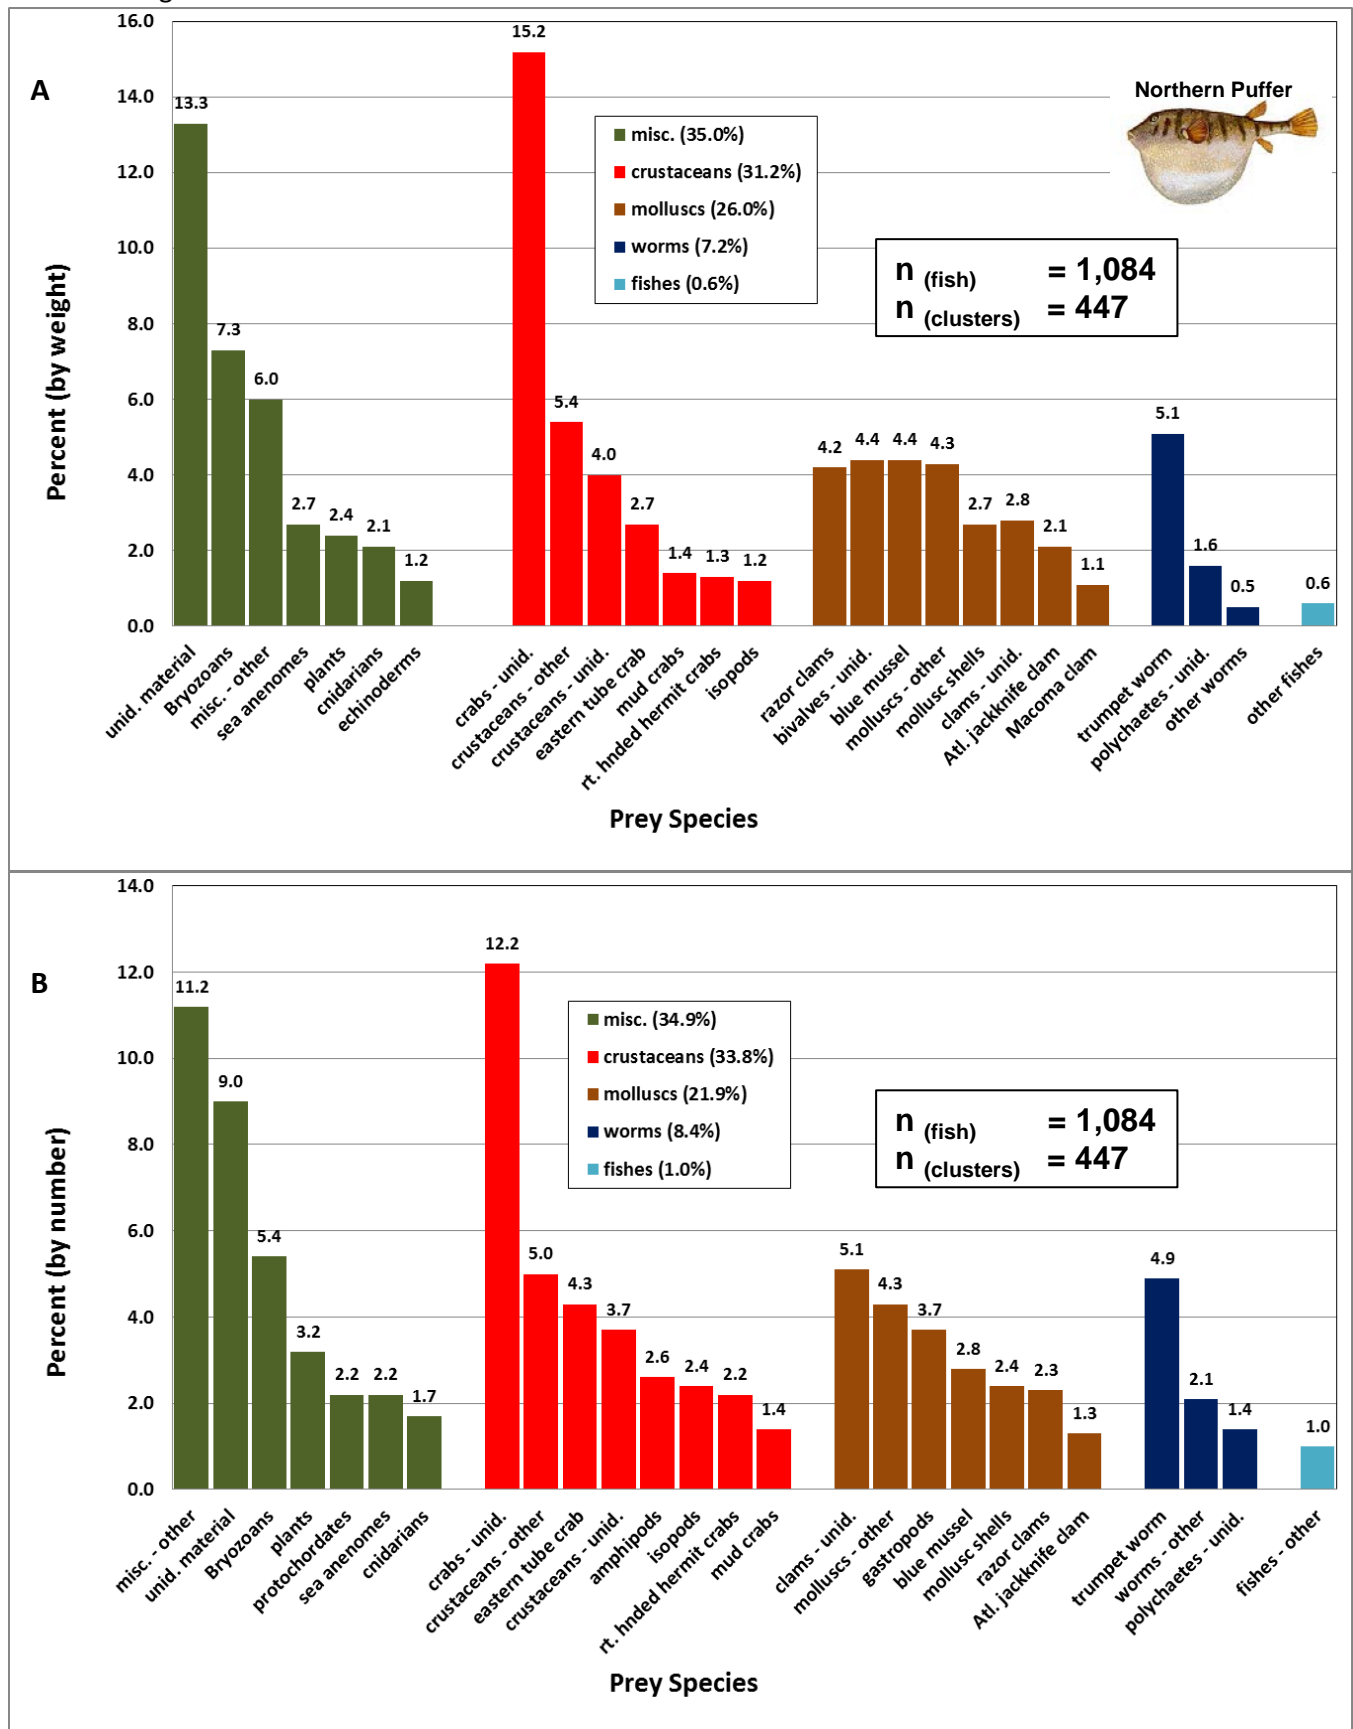 16.0
A
14.0
12.0
10.0
8.0
6.0
4.0
2.0
0.0
Percent (by weight)
Northern Puffer
misc. (35.0%)
crustaceans (31.2%)
molluscs (26.0%)
worms (7.2%)
fishes (0.6%)
n (fish) = 1,084
n (clusters) = 447
13.3
7.3
6.0
2.7
2.4
2.1
1.2
15.2
5.4
4.0
2.7
1.4
1.3
1.2
4.2
4.4
4.4
4.3
2.7
2.8
2.1
1.1
5.1
1.6
0.5
0.6
unid. material
Bryozoans
misc. - other
sea anenomes
plants
cnidarians
echinoderms
crabs - unid.
crustaceans - other
crustaceans - unid.
eastern tube crab
mud crabs
rt. hnded hermit crabs
isopods
razor clams
bivalves - unid.
blue mussel
molluscs - other
mollusc shells
clams - unid.
Atl. jackknife clam
Macoma clam
trumpet worm
polychaetes - unid.
other worms
other fishes
Prey Species
14.0
B
12.0
10.0
8.0
6.0
4.0
2.0
0.0
Percent (by number)
misc. (34.9%)
crustaceans (33.8%)
molluscs (21.9%)
worms (8.4%)
fishes (1.0%)
n (fish) = 1,084
n (clusters) = 447
11.2
9.0
5.4
3.2
2.2
2.2
1.7
12.2
5.0
4.3
3.7
2.6
2.4
2.2
1.4
5.1
4.3
3.7
2.8
2.4
2.3
1.3
4.9
2.1
1.4
1.0
misc. - other
unid. material
Bryozoans
plants
protochordates
sea anenomes
cnidarians
crabs - unid.
crustaceans - other
eastern tube crab
crustaceans - unid.
amphipods
isopods
rt. hnded hermit crabs
mud crabs
clams - unid.
molluscs - other
gastropods
blue mussel
mollusc shells
razor clams
Atl. jackknife clam
trumpet worm
worms - other
polychaetes - unid.
fishes - other
Prey Species